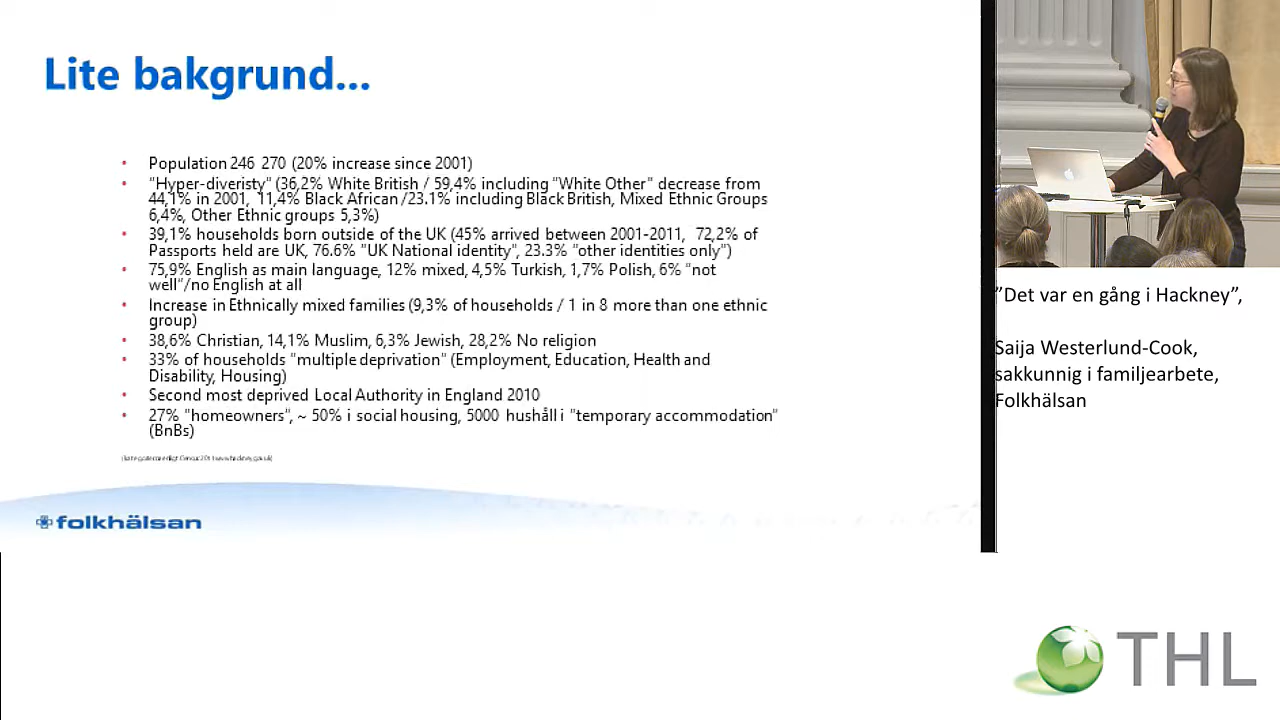 Lite bakgrund...
• Population 246 270 (20% increase since 2001)
• "Hyper-diveristy" (36,2% White British / 59,4% including "White Other" decrease from
44,1% in 2001, 11,4% Black African /23.1% including Black British, Mixed Ethnic Groups
6,4%, Other Ethnic groups 5,3%)
• 39,1% households born outside of the UK (45% arrived between 2001-2011, 72,2% of
Passports held are UK, 76.6% "UK National identity", 23.3% "other identities only")
• 75,9% English as main language, 12% mixed, 4,5% Turkish, 1,7% Polish, 6% "not
well"/no English at all
• Increase in Ethnically mixed families (9,3% of households / 1 in 8 more than one ethnic
group)
• 38,6% Christian, 14,1% Muslim, 6,3% Jewish, 28,2% No religion
• 33% of households "multiple deprivation" (Employment, Education, Health and
Disability, Housing)
• Second most deprived Local Authority in England 2010
• 27% "homeowners", ~ 50% i social housing, 5000 hushåll i "temporary accommodation"
(BnBs)
folkhälsan
"Det var en gång i Hackney",
Saija Westerlund-Cook,
sakkunnig i familjearbete,
Folkhälsan
THL